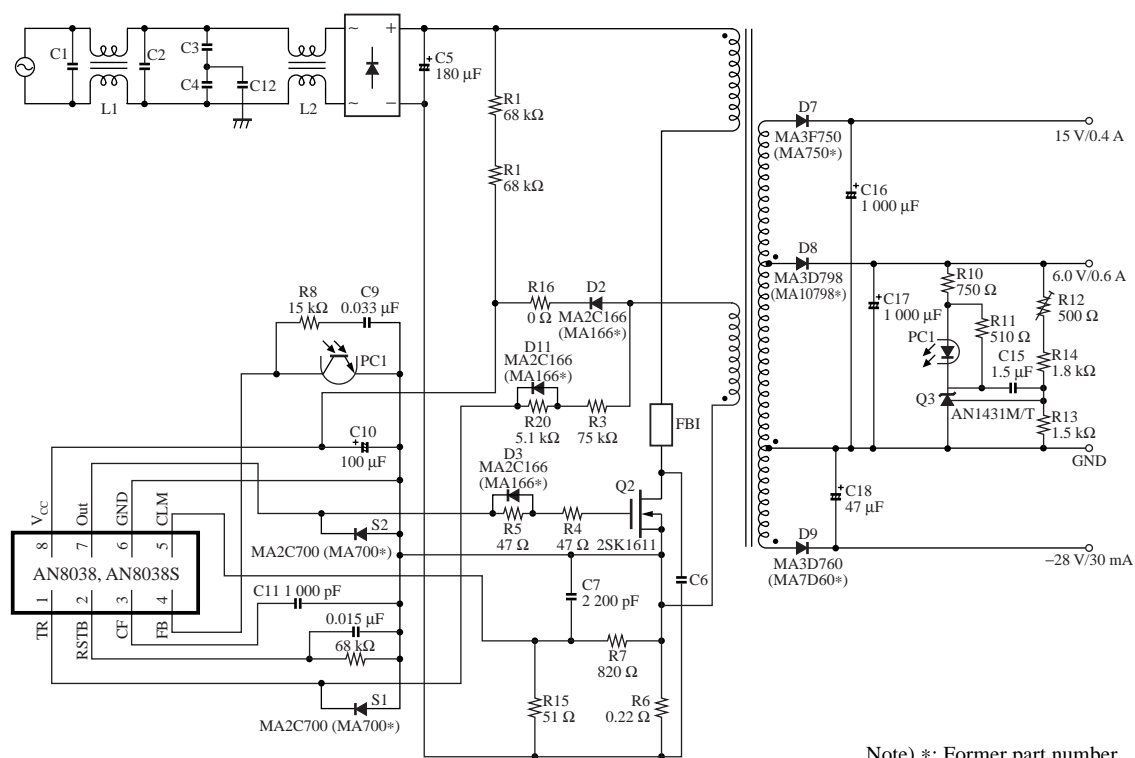 C1
L1
C2
C3
C4
C12
L2
~
~
+
−
C5
180 µF
R1
68 kΩ
R1
68 kΩ
D7
MA3F750
(MA750∗)
15 V/0.4 A
C16
1 000 µF
D8
MA3D798
(MA10798∗)
6.0 V/0.6 A
C17
1 000 µF
R10
750 Ω
R11
510 Ω
R12
500 Ω
PC1
C15
1.5 µF
R14
1.8 kΩ
Q3
AN1431M/T
R13
1.5 kΩ
GND
C18
47 µF
D9
MA3D760
(MA7D60∗)
−28 V/30 mA
R16
0 Ω
D2
MA2C166
(MA166∗)
R8
15 kΩ
C9
0.033 µF
PC1
D11
MA2C166
(MA166∗)
R20
5.1 kΩ
R3
75 kΩ
FBI
C10
100 µF
D3
MA2C166
(MA166∗)
R5
47 Ω
R4
47 Ω
Q2
2SK1611
S2
MA2C700 (MA700∗)
VCC
Out
GND
CLM
8
7
6
5
AN8038, AN8038S
1
2
3
4
TR
RSTB
CF
FB
C11 1 000 pF
0.015 µF
68 kΩ
S1
MA2C700 (MA700∗)
C7
2 200 pF
C6
R7
820 Ω
R15
51 Ω
R6
0.22 Ω
Note) ∗: Former part number